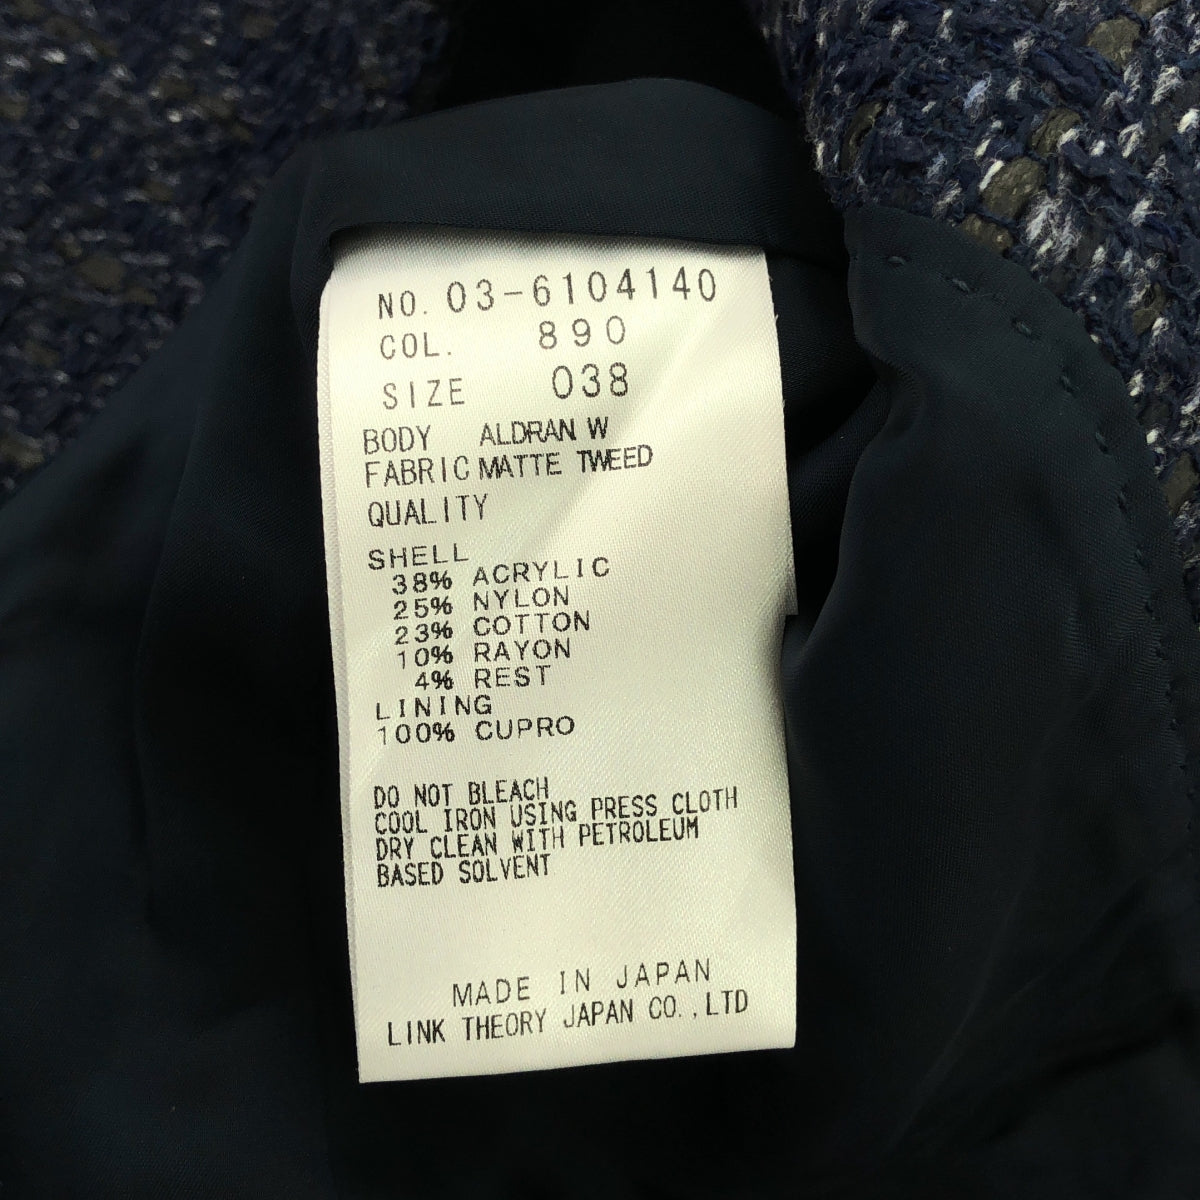 NO. 03-6104140
COL. 890
SIZE 038
BODY ALDRAN W
FABRIC MATTE TWEED
QUALITY
SHELL
38% ACRYLIC
25% NYLON
23% COTTON
10% RAYON
4% REST
LINING
100% CUPRO
DO NOT BLEACH
COOL IRON USING PRESS CLOTH
DRY CLEAN WITH PETROLEUM
BASED SOLVENT
MADE IN JAPAN
LINK THEORY JAPAN CO.,LTD